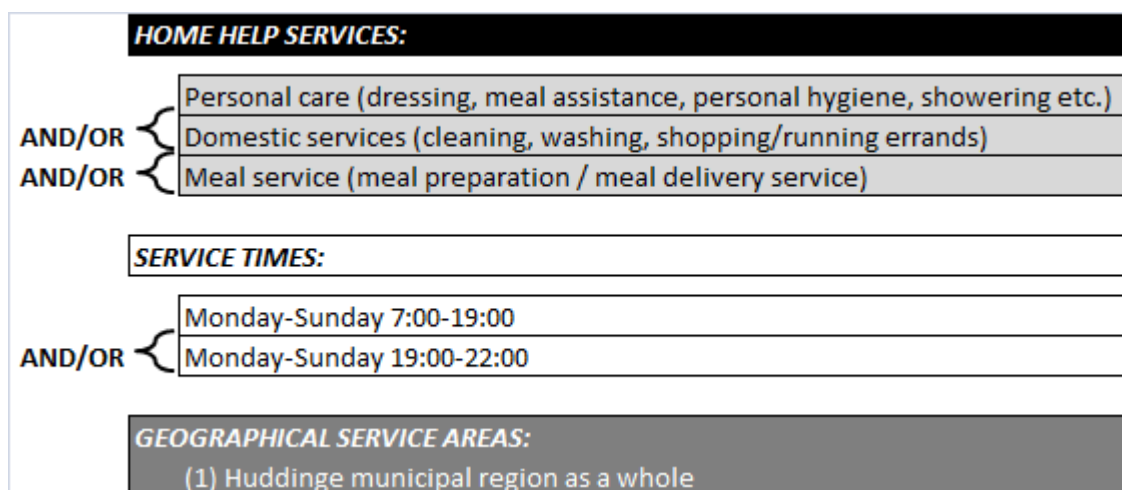 HOME HELP SERVICES:
Personal care (dressing, meal assistance, personal hygiene, showering etc.)
AND/OR
Domestic services (cleaning, washing, shopping/running errands)
AND/OR
Meal service (meal preparation / meal delivery service)
SERVICE TIMES:
Monday-Sunday 7:00-19:00
AND/OR
Monday-Sunday 19:00-22:00
GEOGRAPHICAL SERVICE AREAS:
(1) Huddinge municipal region as a whole